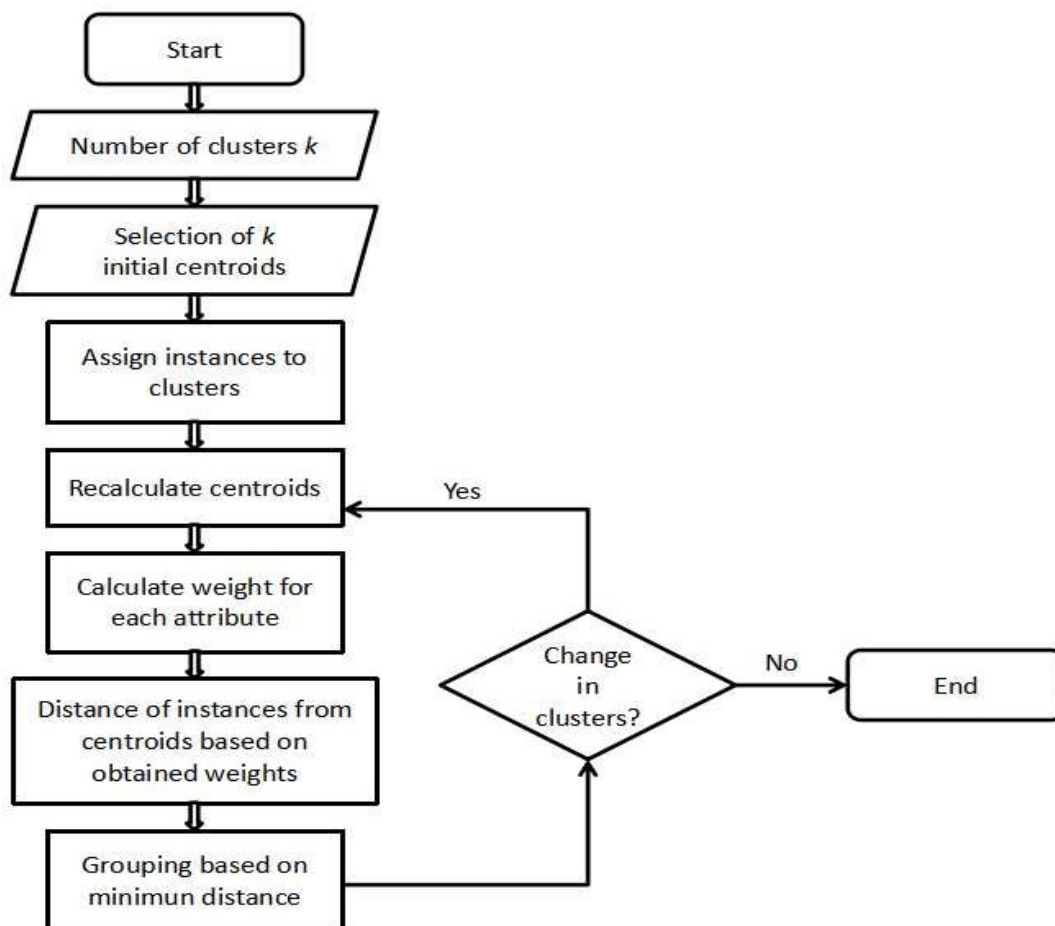 Start
Number of clusters k
Selection of k
initial centroids
Assign instances to
clusters
Recalculate centroids
Calculate weight for
each attribute
Distance of instances from
centroids based on
obtained weights
Grouping based on
minimun distance
Yes
Change
in
clusters?
No
End